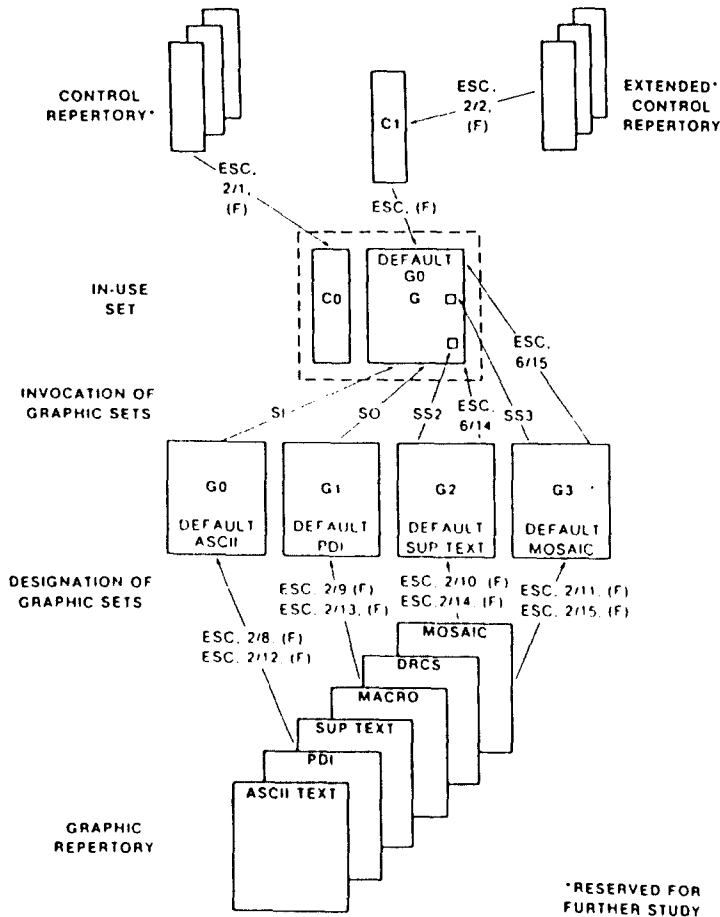 CONTROL
REPERTORY*
ESC,
2/1,
(F)
C1
ESC,
2/2,
(F)
EXTENDED*
CONTROL
REPERTORY
ESC, (F)
IN-USE
SET
C0
DEFAULT
G0
G
ESC,
6/15
INVOCATION OF
GRAPHIC SETS
SI
SO
SS2
ESC,
6/14
SS3
G0
DEFAULT
ASCII
G1
DEFAULT
PDI
G2
DEFAULT
SUP TEXT
G3
DEFAULT
MOSAIC
DESIGNATION OF
GRAPHIC SETS
ESC, 2/8, (F)
ESC, 2/12, (F)
ESC, 2/9 (F)
ESC, 2/13, (F)
ESC, 2/10 (F)
ESC,2/14, (F)
ESC, 2/11, (F)
ESC, 2/15, (F)
MOSAIC
DRCS
MACRO
SUP TEXT
PDI
ASCII TEXT
GRAPHIC
REPERTORY
*RESERVED FOR
FURTHER STUDY